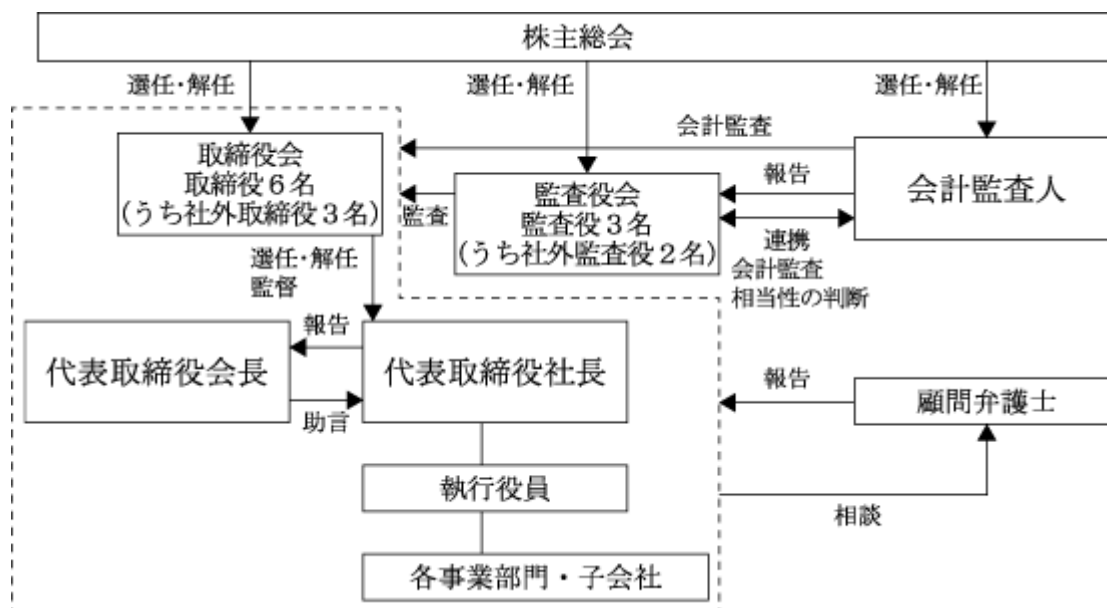 株主総会
選任・解任
選任・解任
選任・解任
会計監査
取締役会
取締役6名
(うち社外取締役3名)
監査
監査役会
監査役3名
(うち社外監査役2名)
報告
会計監査人
連携
会計監査
相当性の判断
選任・解任
監督
代表取締役会長
報告
助言
代表取締役社長
報告
顧問弁護士
相談
執行役員
各事業部門・子会社